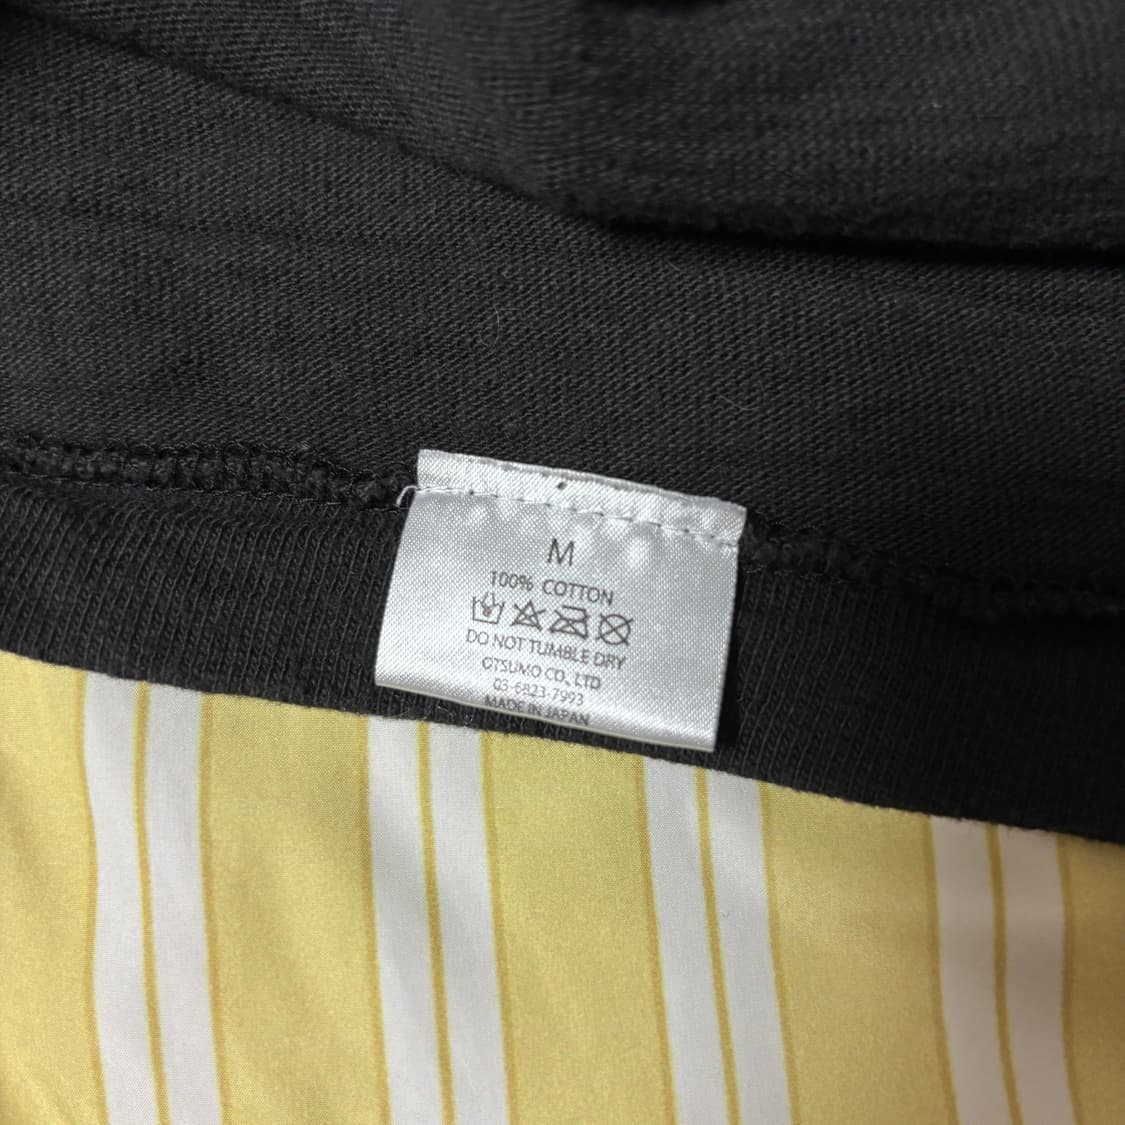 M
100% COTTON
DO NOT TUMBLE DRY
OTSUMO CO., LTD
03-6823-7993
MADE IN JAPAN